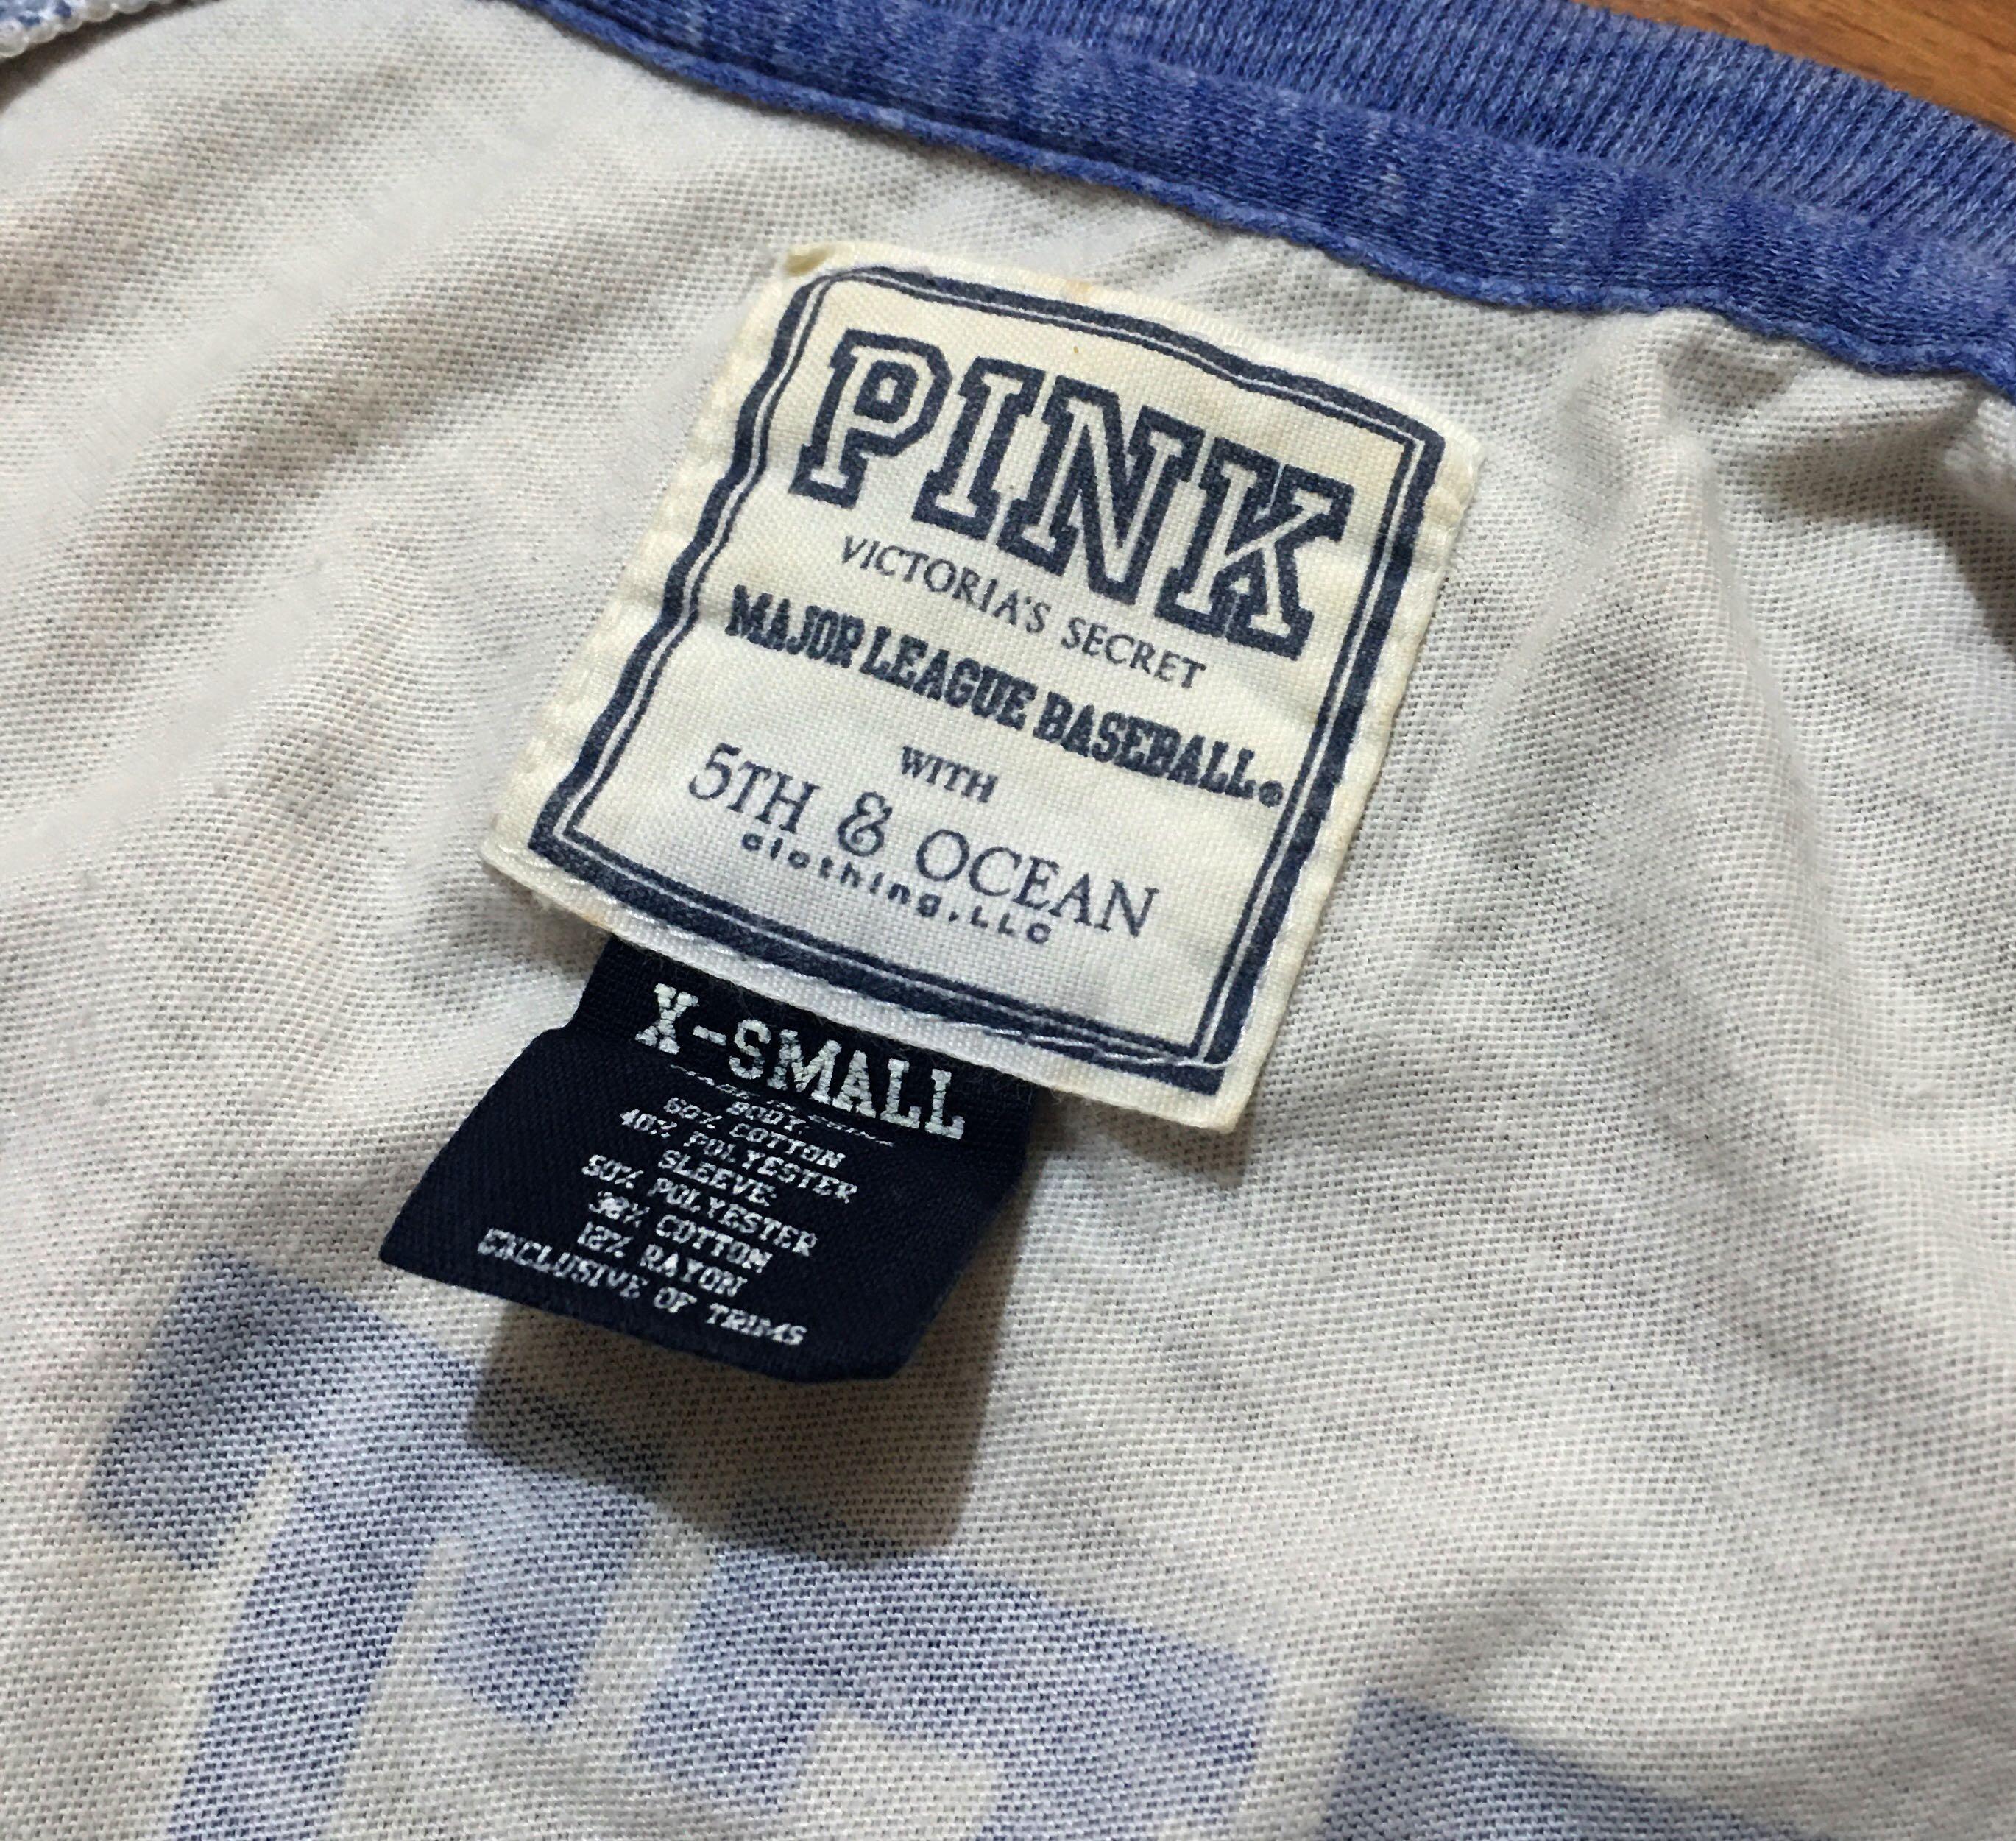 PINK
VICTORIA'S SECRET
MAJOR LEAGUE BASEBALL®
WITH
5TH & OCEAN
clothing, LLC
X-SMALL
BODY:
60% COTTON
40% POLYESTER
SLEEVE:
50% POLYESTER
38% COTTON
12% RAYON
EXCLUSIVE OF TRIMS